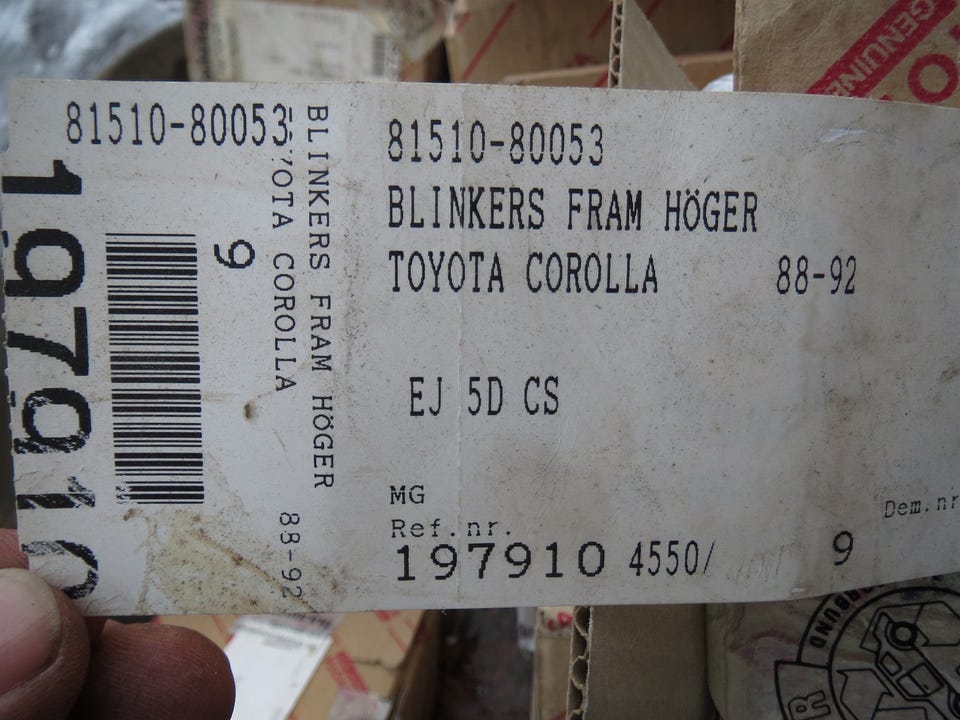 81510-80053
BLINKERS FRAM HÖGER
TOYOTA COROLLA 88-92
9
197910
81510-80053
BLINKERS FRAM HÖGER
TOYOTA COROLLA 88-92
EJ 5D CS
MG
Ref.nr.
197910 4550/
9
Dem.nr
GENUINE